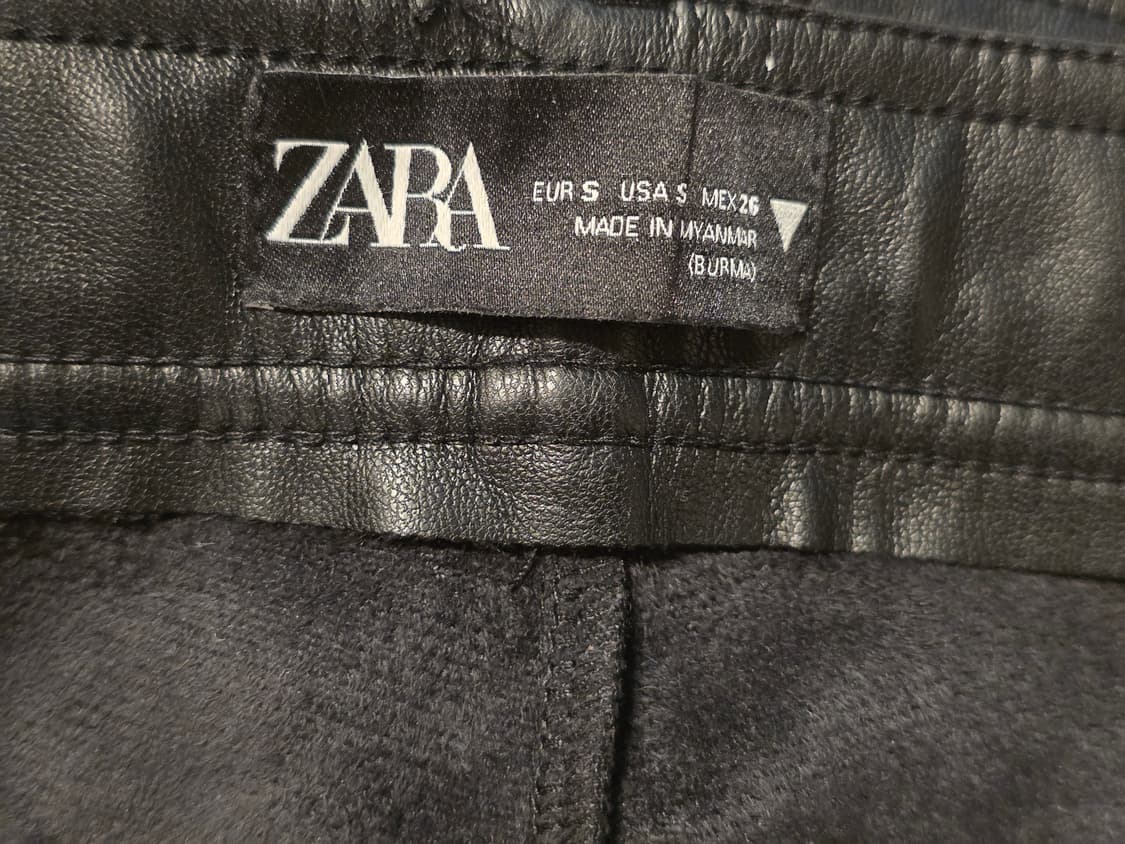 ZARA
EUR S USA S MEX 26
MADE IN MYANMAR
(BURMA)